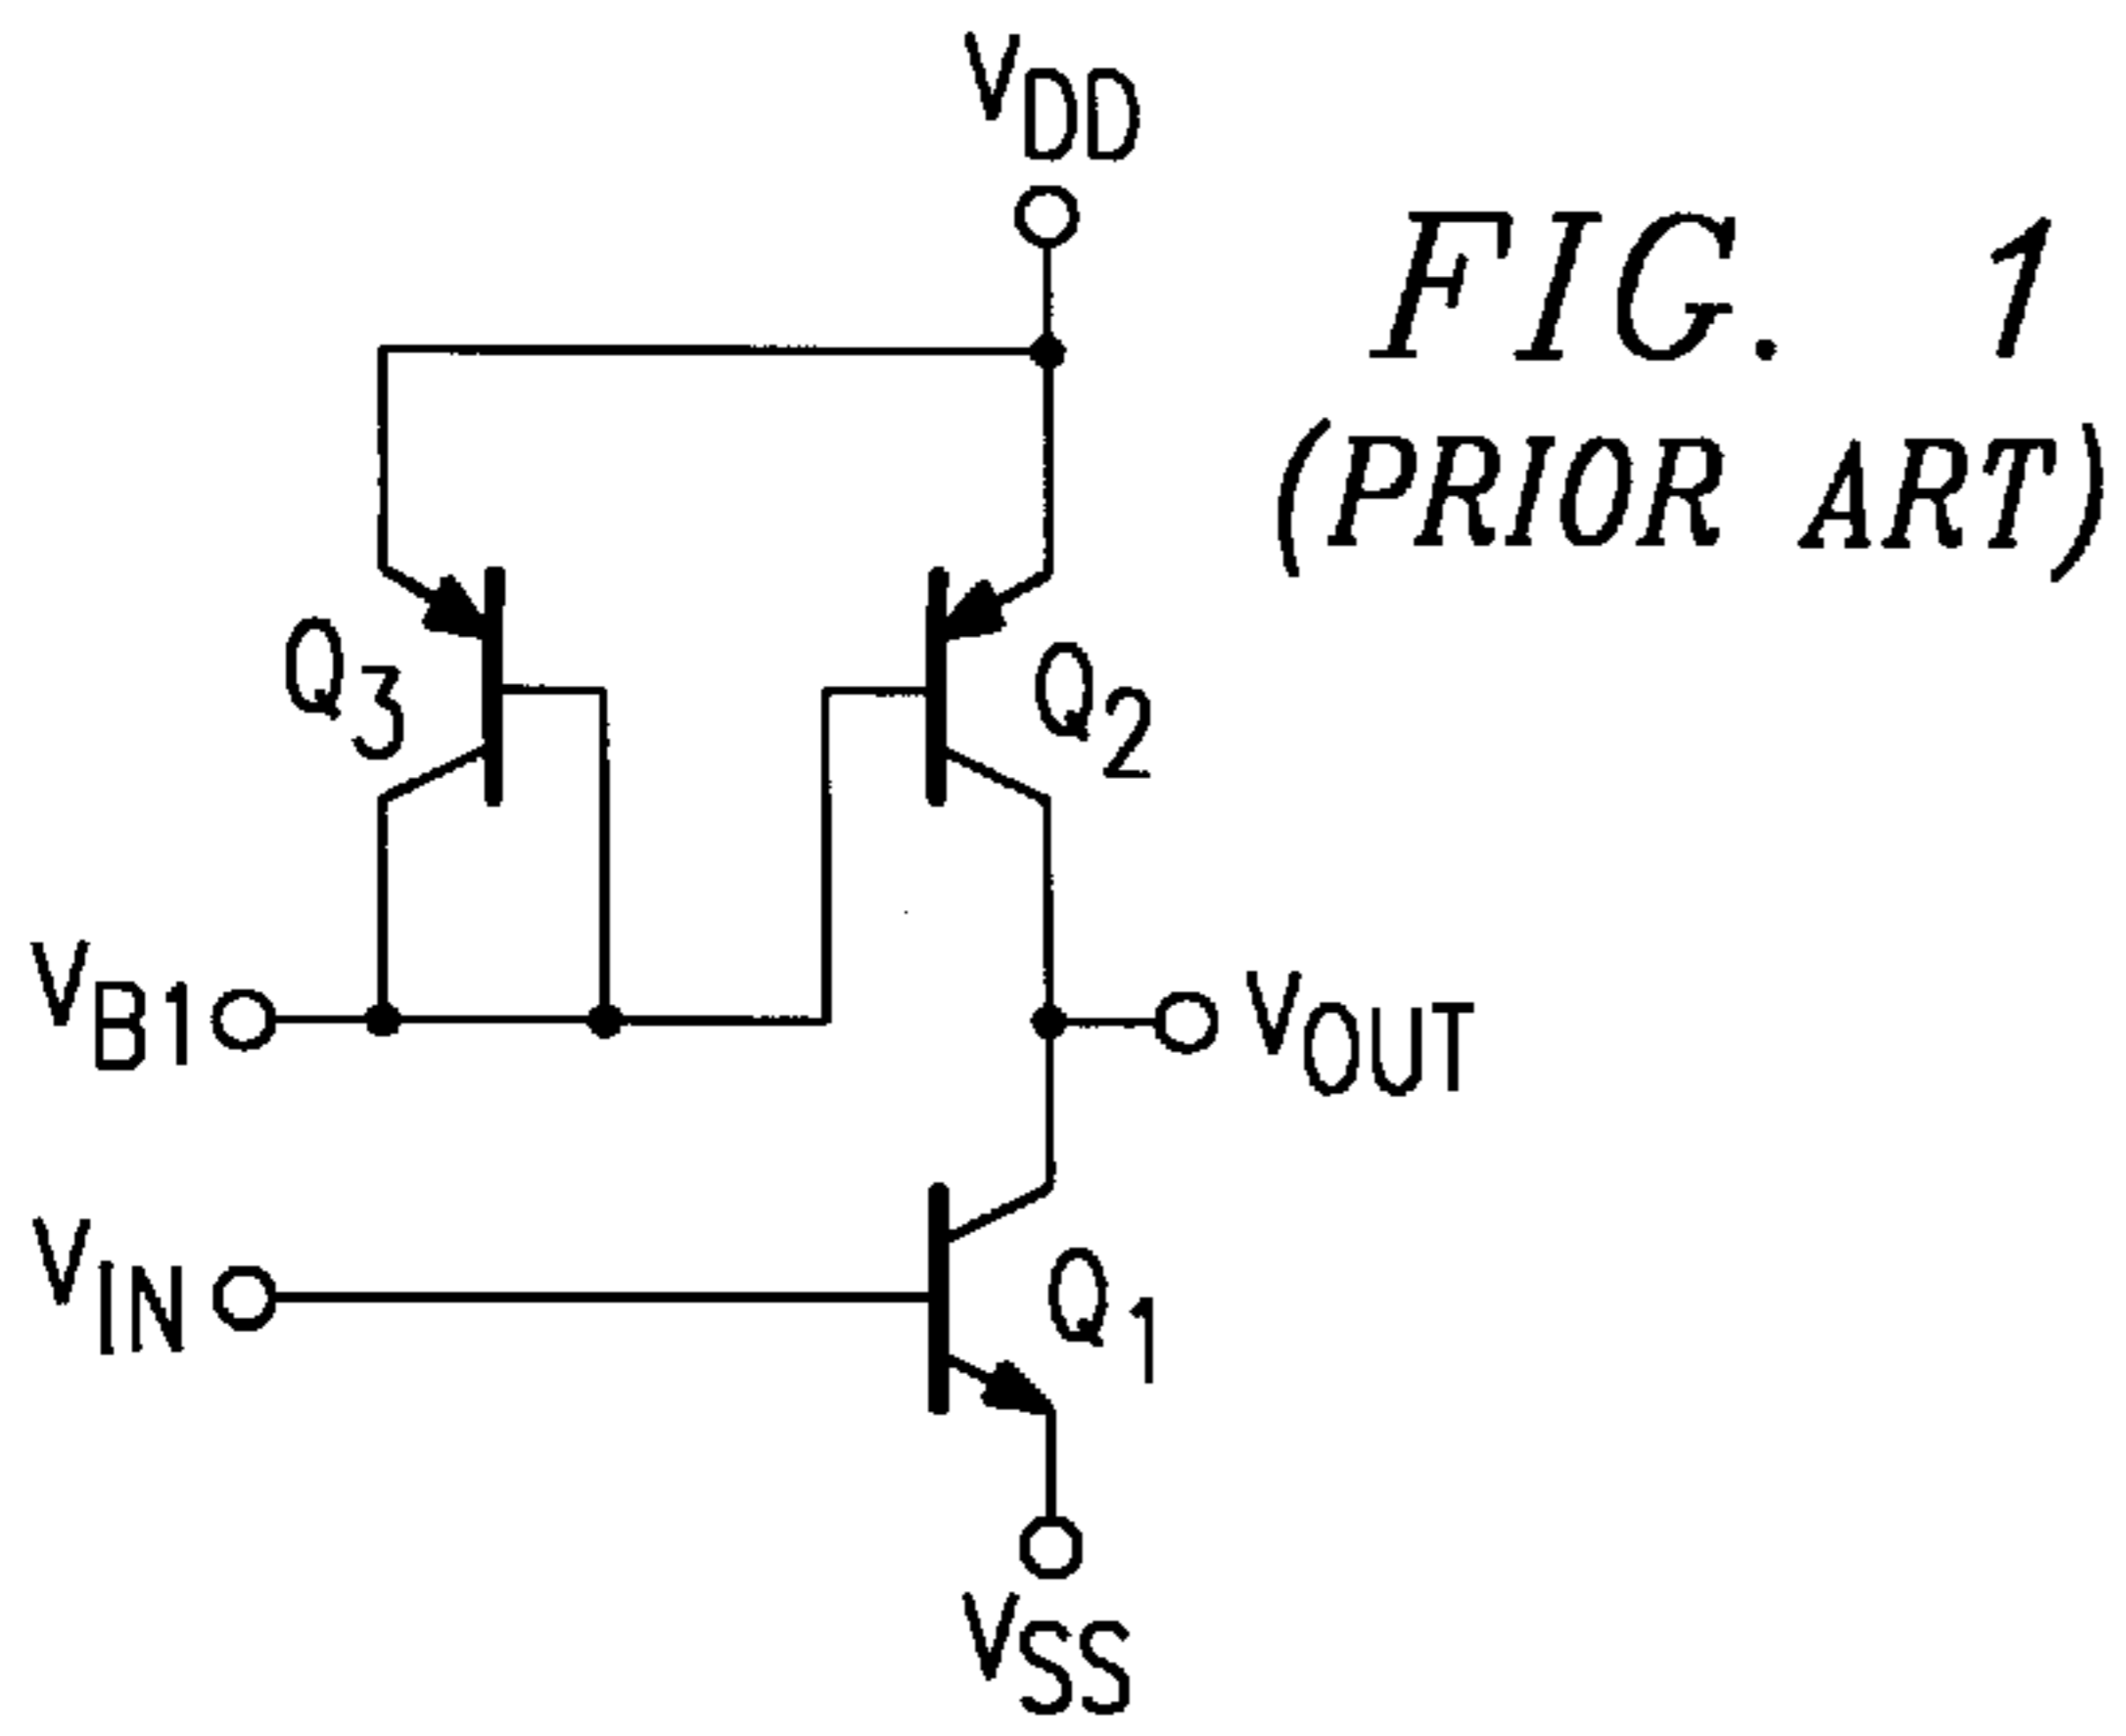 VDD
FIG. 1
(PRIOR ART)
Q3
Q2
VB1
VOUT
VIN
Q1
VSS